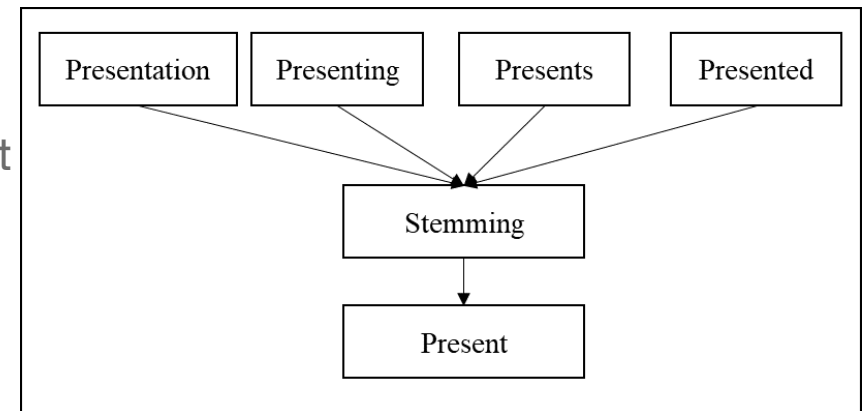 Presentation Presenting Presents Presented
t
Stemming
Present